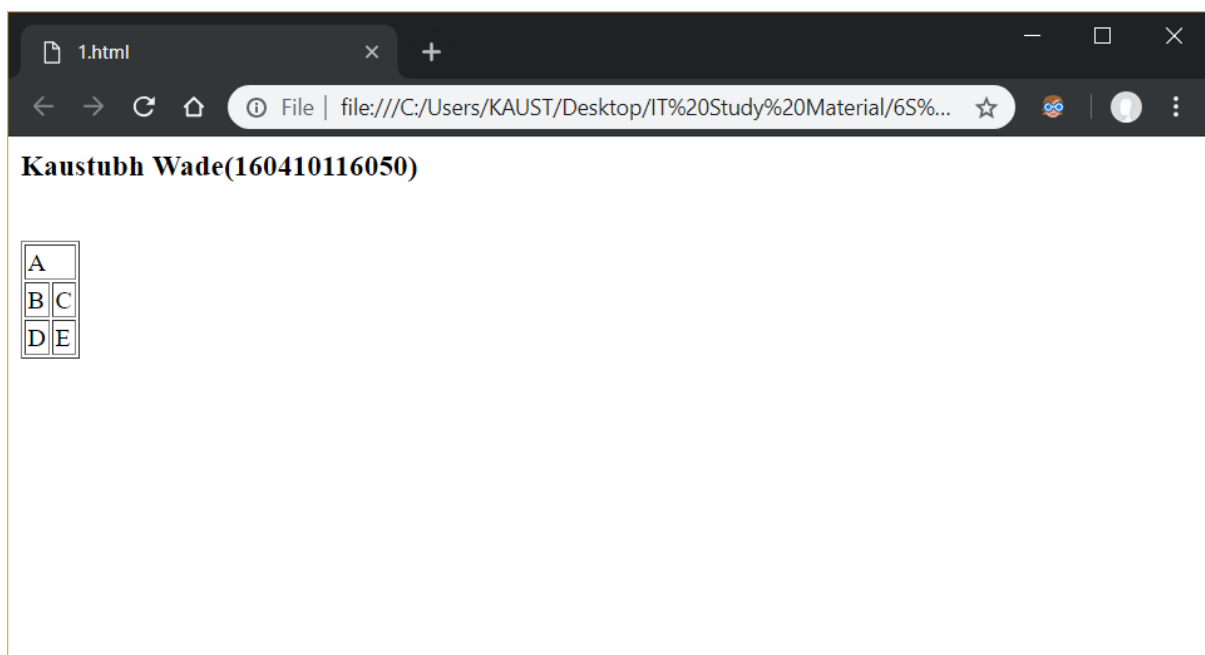 1.html
File | file:///C:/Users/KAUST/Desktop/IT%20Study%20Material/6S%...
Kaustubh Wade(160410116050)
A
B C
D E